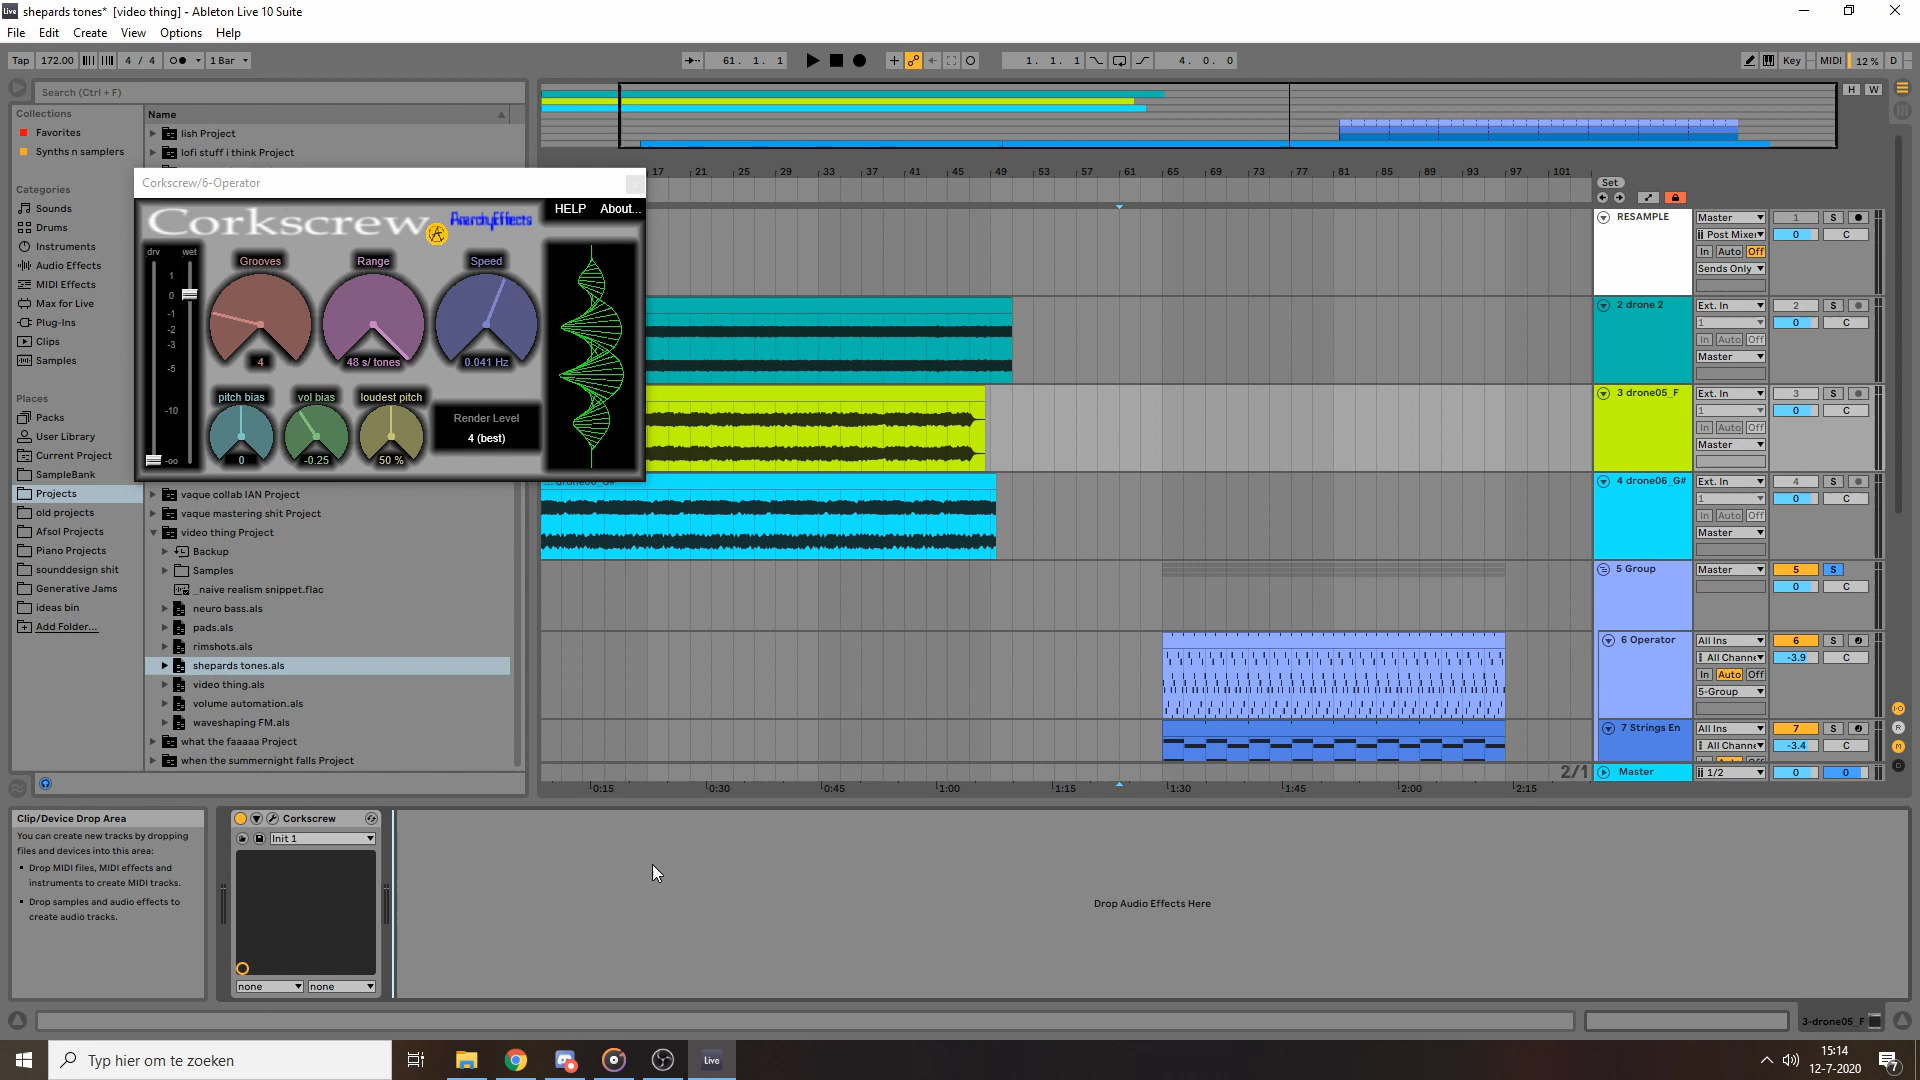 shepards tones*  [video thing] - Ableton Live 10 Suite
File Edit Create View Options Help
Tap 172.00 4 / 4 1 Bar 61. 1. 1 1. 1. 1 4. 0. 0 Key MIDI 12 % D
Search (Ctrl + F)
H W
Collections
Favorites
Synths n samplers
Categories
Sounds
Drums
Instruments
Audio Effects
MIDI Effects
Max for Live
Plug-Ins
Clips
Samples
Places
Packs
User Library
Current Project
SampleBank
Projects
old projects
Afsol Projects
Piano Projects
sounddesign shit
Generative Jams
ideas bin
Add Folder...
Name
lish Project
lofi stuff i think Project
Corkscrew/6-Operator
Corkscrew
AnarchyEffects
HELP About...
dry wet
1
0
-1
-2
-3
-5
-10
-oo
Grooves Range Speed
4 48 s/ tones 0.041 Hz
pitch bias vol bias loudest pitch
0 -0.25 50 %
Render Level
4 (best)
vaque collab IAN Project
vaque mastering shit Project
video thing Project
Backup
Samples
_naive realism snippet.flac
neuro bass.als
pads.als
rimshots.als
shepards tones.als
video thing.als
volume automation.als
waveshaping FM.als
what the faaaaa Project
when the summernight falls Project
17 21 25 29 33 37 41 45 49 53 57 61 65 69 73 77 81 85 89 93 97 101
Set
RESAMPLE Master 1 S
Post Mixer 0 C
In Auto Off
Sends Only
2 drone 2 Ext. In 2 S
1 0 C
In Auto Off
Master
3 drone05_F Ext. In 3 S
1 0 C
In Auto Off
Master
4 drone06_G# Ext. In 4 S
1 0 C
In Auto Off
Master
5 Group Master 5 S
0 C
6 Operator All Ins 6 S
All Channe -3.9 C
In Auto Off
5-Group
7 Strings En All Ins 7 S
All Channe -3.4 C
2/1 Master 1/2 0 0
0:15 0:30 0:45 1:00 1:15 1:30 1:45 2:00 2:15
Clip/Device Drop Area
You can create new tracks by dropping
files and devices into this area:
Drop MIDI files, MIDI effects and
instruments to create MIDI tracks.
Drop samples and audio effects to
create audio tracks.
Corkscrew
Init 1
none none
Drop Audio Effects Here
3-drone05_F
Typ hier om te zoeken
Live
15:14
12-7-2020
7